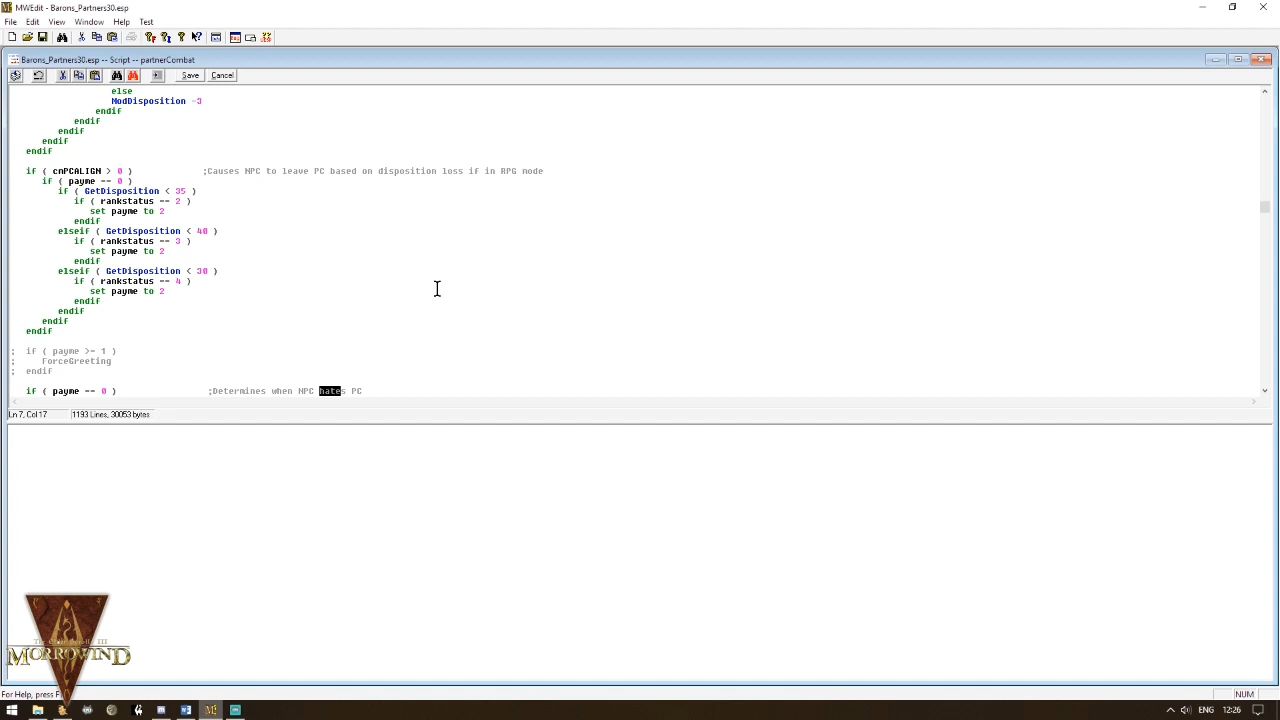 MWEdit - Barons_Partners30.esp
File Edit View Window Help Test
Barons_Partners30.esp -- Script -- partnerCombat
Save Cancel
else
ModDisposition -3
endif
endif
endif
endif
endif
if ( cmPCALIGN > 0 ) ;Causes NPC to leave PC based on disposition loss if in RPG mode
if ( payme == 0 )
if ( GetDisposition < 35 )
if ( rankstatus == 2 )
set payme to 2
endif
elseif ( GetDisposition < 40 )
if ( rankstatus == 3 )
set payme to 2
endif
elseif ( GetDisposition < 30 )
if ( rankstatus == 4 )
set payme to 2
endif
endif
endif
endif
; if ( payme >= 1 )
; ForceGreeting
; endif
if ( payme == 0 ) ;Determines when NPC hates PC
Ln 7, Col 17 1193 Lines, 30053 bytes
III
MORROWIND
For Help, press F
NUM
ENG 12:26